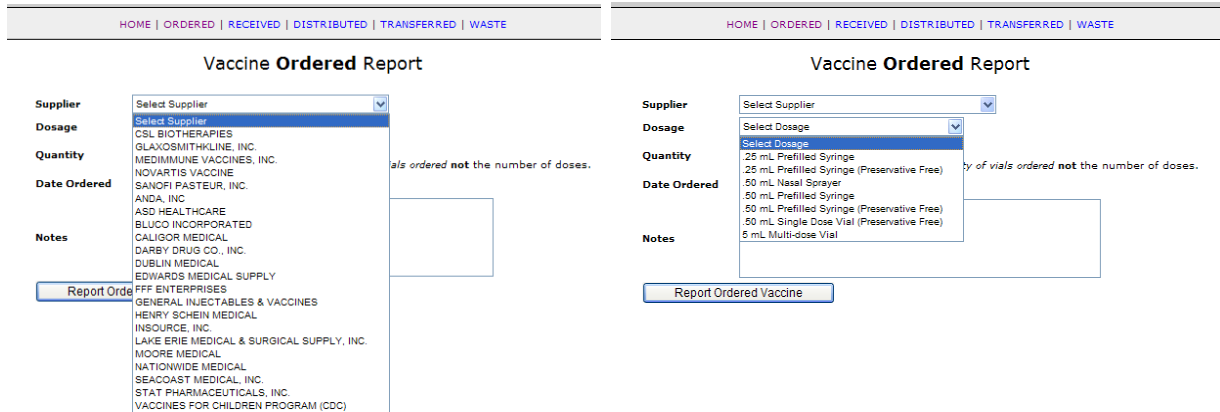 HOME | ORDERED | RECEIVED | DISTRIBUTED | TRANSFERRED | WASTE
Vaccine Ordered Report
Supplier Select Supplier
Select Supplier
Dosage CSL BIOTHERAPIES
GLAXOSMITHKLINE, INC.
Quantity MEDIMMUNE VACCINES, INC.
NOVARTIS VACCINE ials ordered not the number of doses.
Date Ordered SANOFI PASTEUR, INC.
ANDA, INC
ASD HEALTHCARE
BLUCO INCORPORATED
Notes CALIGOR MEDICAL
DARBY DRUG CO., INC.
DUBLIN MEDICAL
EDWARDS MEDICAL SUPPLY
Report Orde FFF ENTERPRISES
GENERAL INJECTABLES & VACCINES
HENRY SCHEIN MEDICAL
INSOURCE, INC.
LAKE ERIE MEDICAL & SURGICAL SUPPLY, INC.
MOORE MEDICAL
NATIONWIDE MEDICAL
SEACOAST MEDICAL, INC.
STAT PHARMACEUTICALS, INC.
VACCINES FOR CHILDREN PROGRAM (CDC)
HOME | ORDERED | RECEIVED | DISTRIBUTED | TRANSFERRED | WASTE
Vaccine Ordered Report
Supplier Select Supplier
Dosage Select Dosage
Select Dosage
Quantity .25 mL Prefilled Syringe
.25 mL Prefilled Syringe (Preservative Free) ty of vials ordered not the number of doses.
Date Ordered .50 mL Nasal Sprayer
.50 mL Prefilled Syringe
.50 mL Prefilled Syringe (Preservative Free)
.50 mL Single Dose Vial (Preservative Free)
Notes 5 mL Multi-dose Vial
Report Ordered Vaccine